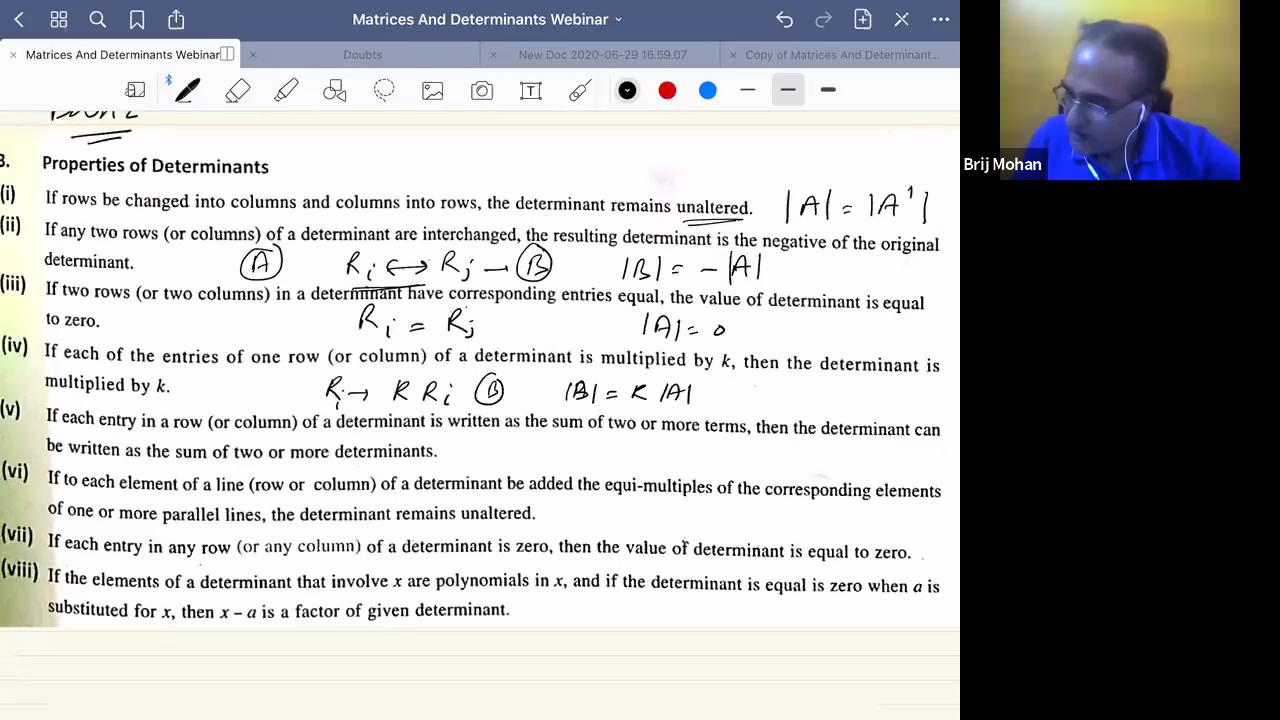 Matrices And Determinants Webinar
Matrices And Determinants Webinar
Doubts
New Doc 2020-06-29 16.59.07
Copy of Matrices And Determinant...
3. Properties of Determinants
(i) If rows be changed into columns and columns into rows, the determinant remains unaltered. |A| = |A'|
(ii) If any two rows (or columns) of a determinant are interchanged, the resulting determinant is the negative of the original
determinant. A Ri ↔ Rj – B |B| = – |A|
(iii) If two rows (or two columns) in a determinant have corresponding entries equal, the value of determinant is equal
to zero. Ri = Rj |A| = 0
(iv) If each of the entries of one row (or column) of a determinant is multiplied by k, then the determinant is
multiplied by k. Ri → K Ri B |B| = K |A|
(v) If each entry in a row (or column) of a determinant is written as the sum of two or more terms, then the determinant can
be written as the sum of two or more determinants.
(vi) If to each element of a line (row or column) of a determinant be added the equi-multiples of the corresponding elements
of one or more parallel lines, the determinant remains unaltered.
(vii) If each entry in any row (or any column) of a determinant is zero, then the value of determinant is equal to zero.
(viii) If the elements of a determinant that involve x are polynomials in x, and if the determinant is equal is zero when a is
substituted for x, then x – a is a factor of given determinant.
Brij Mohan